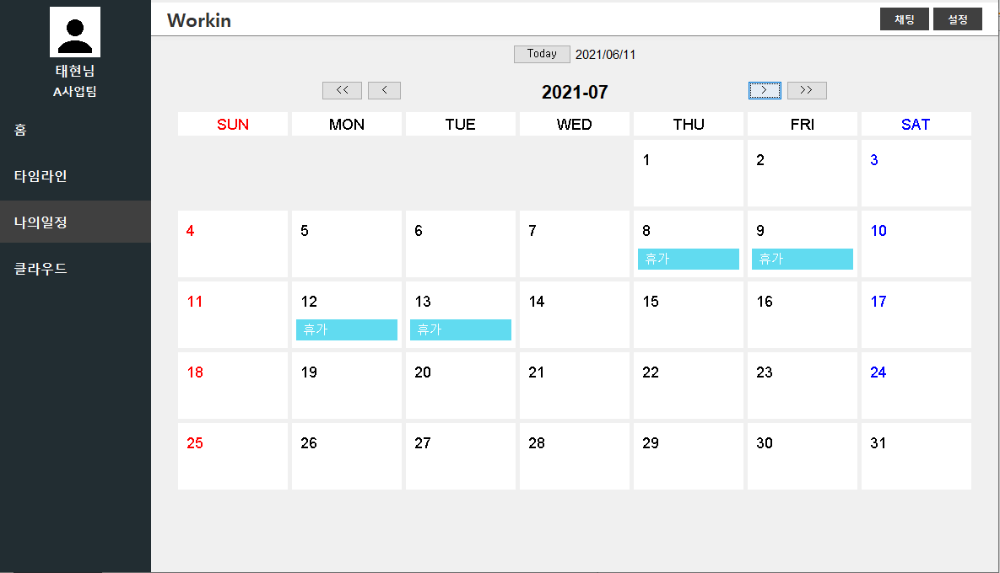 Workin
채팅 설정
태현님
A사업팀
홈
타임라인
나의일정
클라우드
Today 2021/06/11
<< < 2021-07 > >>
SUN MON TUE WED THU FRI SAT
1 2 3
4 5 6 7 8 9 10
휴가 휴가
11 12 13 14 15 16 17
휴가 휴가
18 19 20 21 22 23 24
25 26 27 28 29 30 31